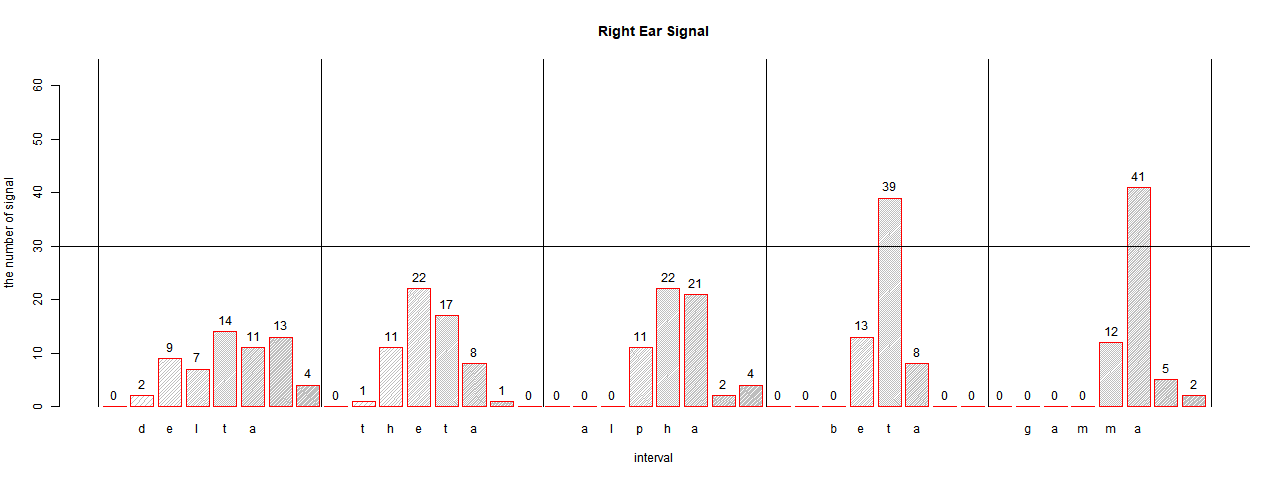 Right Ear Signal
the number of signal
60
50
40
30
20
10
0
0 2 9 7 14 11 13 4 0 1 11 22 17 8 1 0 0 0 0 11 22 21 2 4 0 0 0 13 39 8 0 0 0 0 0 0 12 41 5 2
d e l t a t h e t a a l p h a b e t a g a m m a
interval